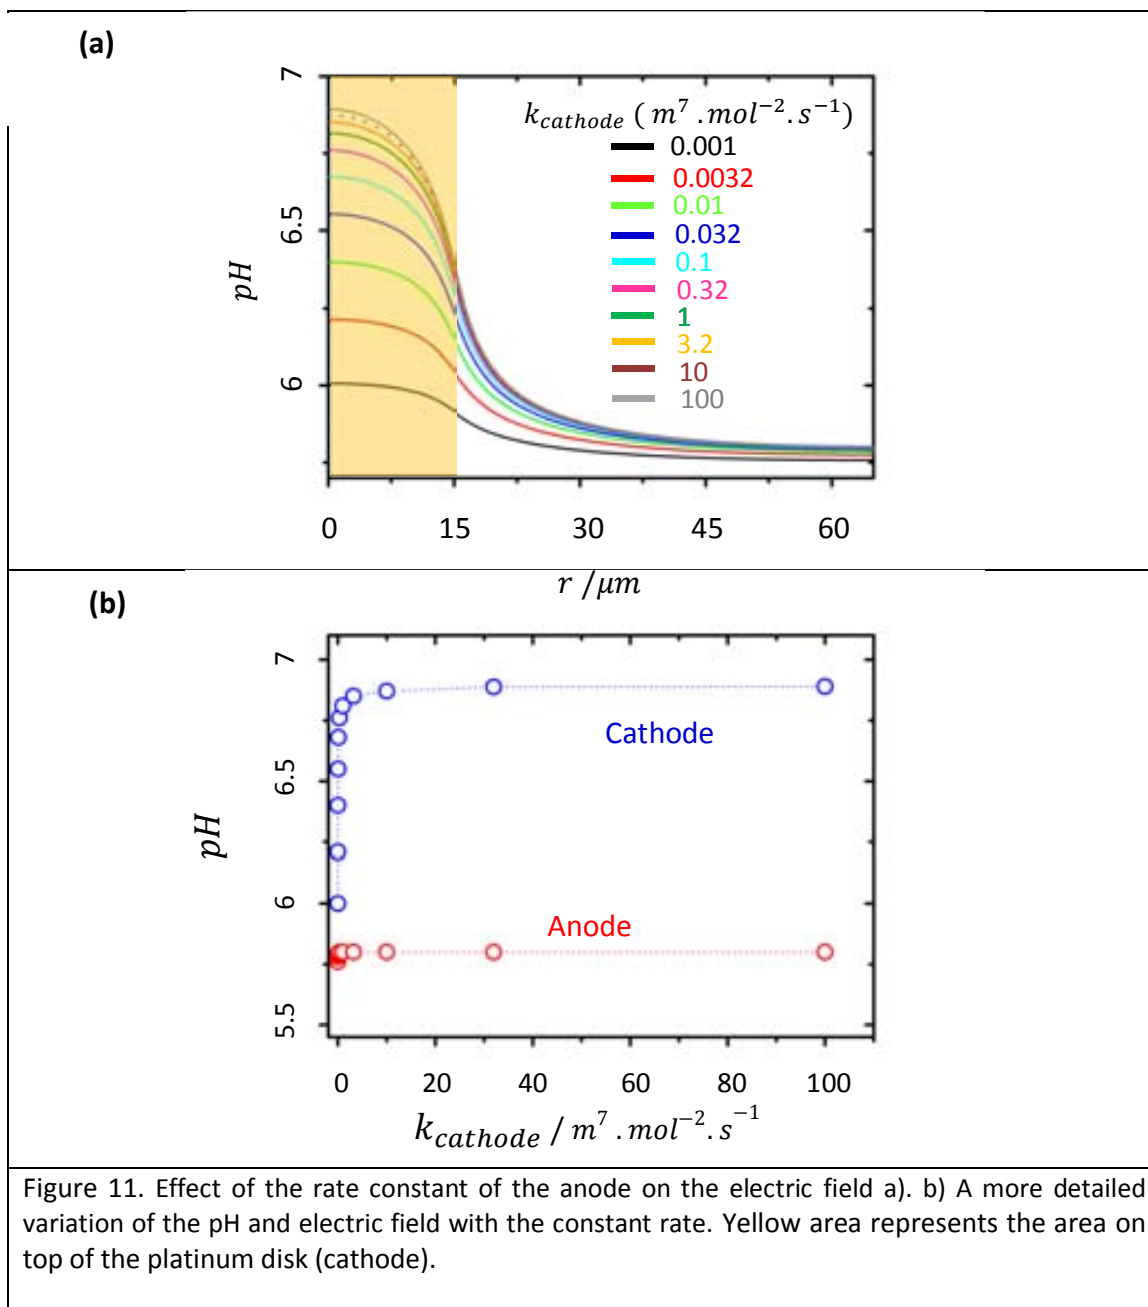 (a)
7
6.5
6
pH
k_cathode ( m⁷ . mol⁻². s⁻¹)
0.001
0.0032
0.01
0.032
0.1
0.32
1
3.2
10
100
0 15 30 45 60
r /μm
(b)
7
6.5
6
5.5
pH
Cathode
Anode
0 20 40 60 80 100
k_cathode / m⁷ . mol⁻². s⁻¹
Figure 11. Effect of the rate constant of the anode on the electric field a). b) A more detailed
variation of the pH and electric field with the constant rate. Yellow area represents the area on
top of the platinum disk (cathode).